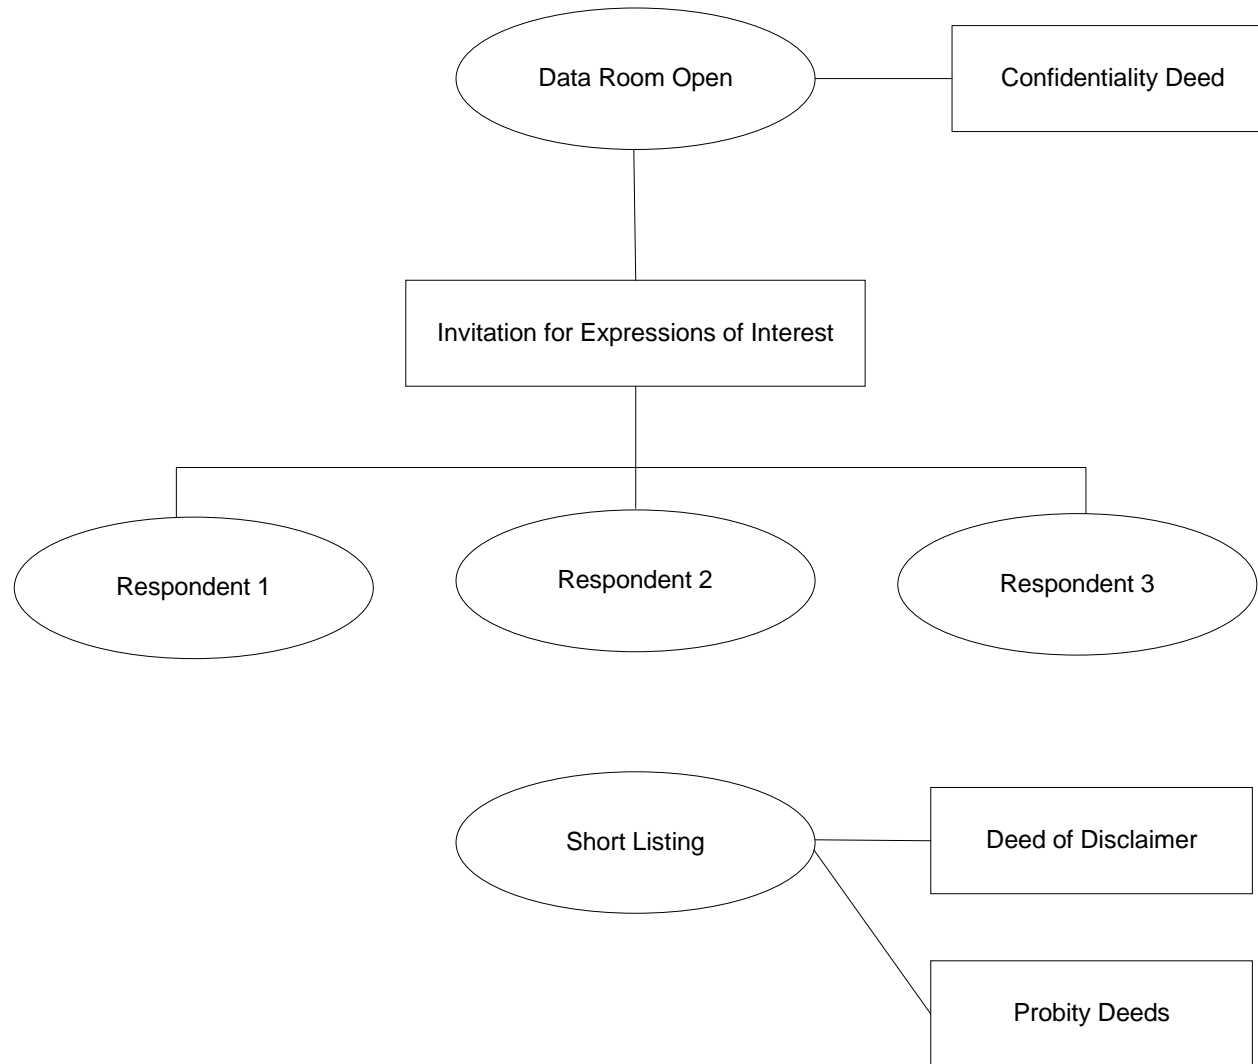 Data Room Open
Confidentiality Deed
Invitation for Expressions of Interest
Respondent 1
Respondent 2
Respondent 3
Short Listing
Deed of Disclaimer
Probity Deeds